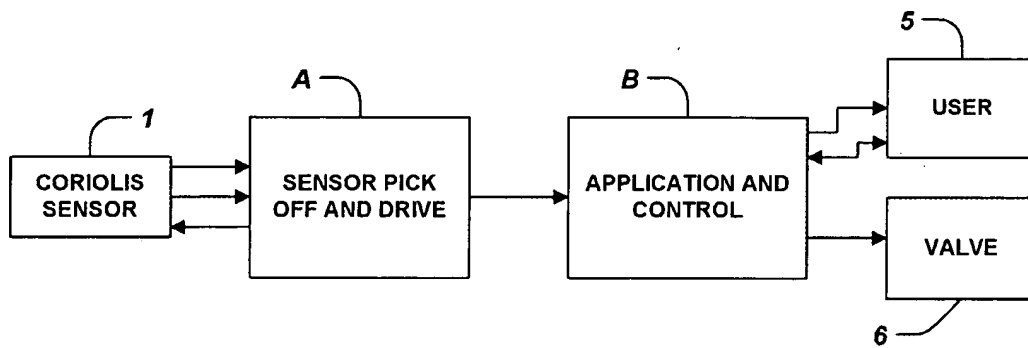 5
A
B
USER
1
CORIOLIS
SENSOR
SENSOR PICK
OFF AND DRIVE
APPLICATION AND
CONTROL
VALVE
6